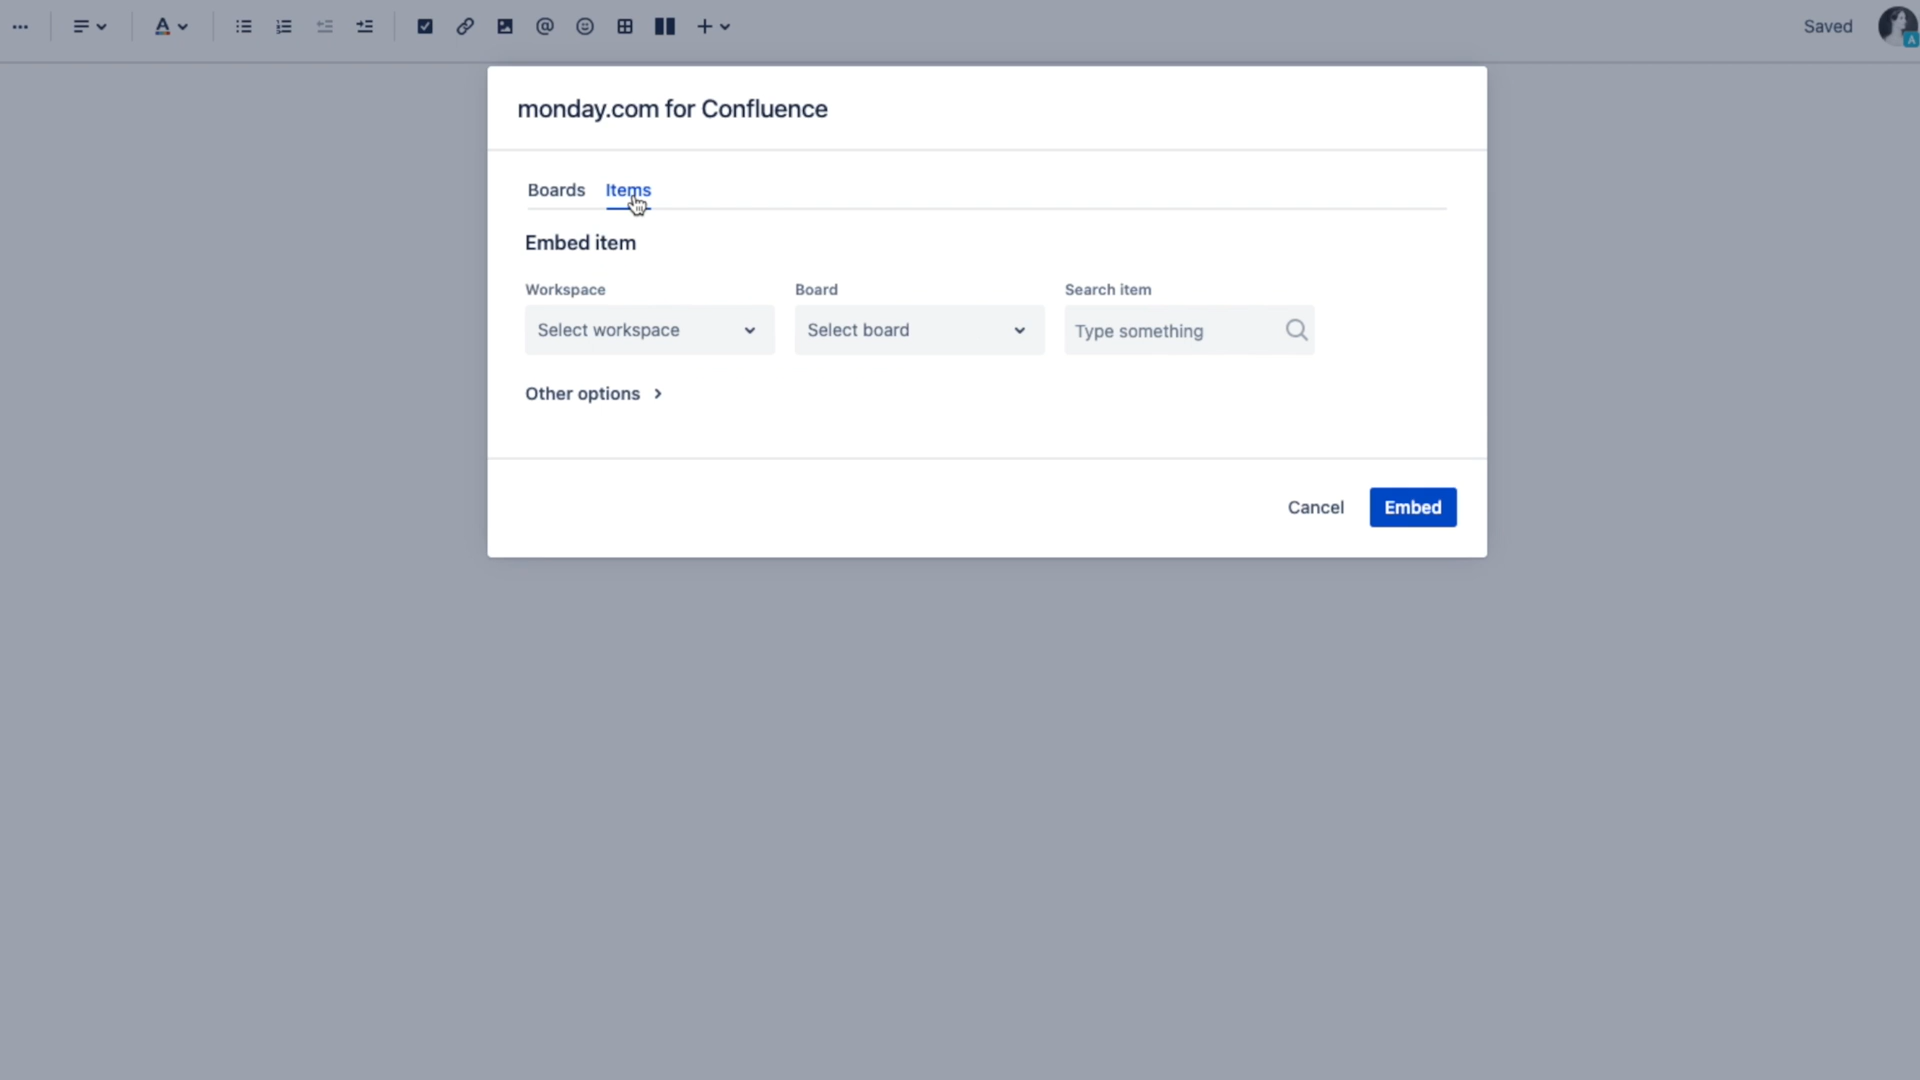 Saved
A
monday.com for Confluence
Boards Items
Embed item
Workspace Board Search item
Select workspace Select board Type something
Other options
Cancel Embed